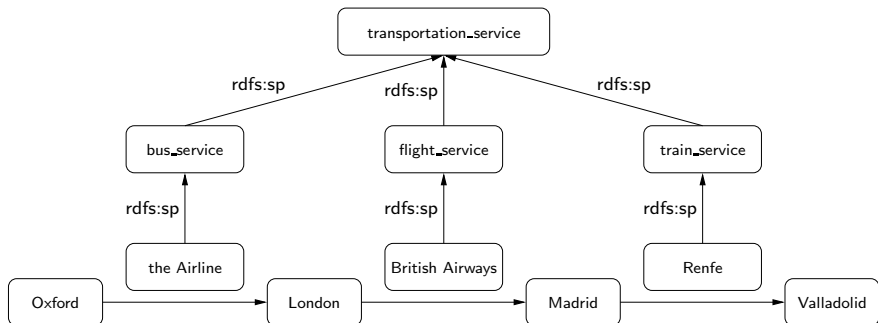 transportation_service
rdfs:sp rdfs:sp rdfs:sp
bus_service flight_service train_service
rdfs:sp rdfs:sp rdfs:sp
the Airline British Airways Renfe
Oxford London Madrid Valladolid